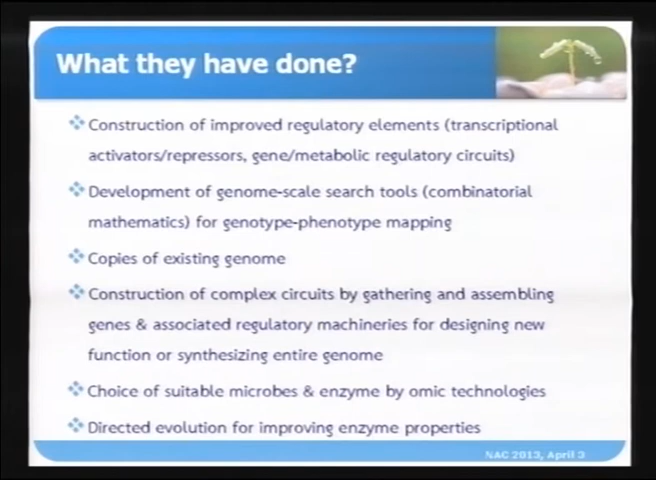 What they have done?
Construction of improved regulatory elements (transcriptional
activators/repressors, gene/metabolic regulatory circuits)
Development of genome-scale search tools (combinatorial
mathematics) for genotype-phenotype mapping
Copies of existing genome
Construction of complex circuits by gathering and assembling
genes & associated regulatory machineries for designing new
function or synthesizing entire genome
Choice of suitable microbes & enzyme by omic technologies
Directed evolution for improving enzyme properties
NAC 2013, April 3